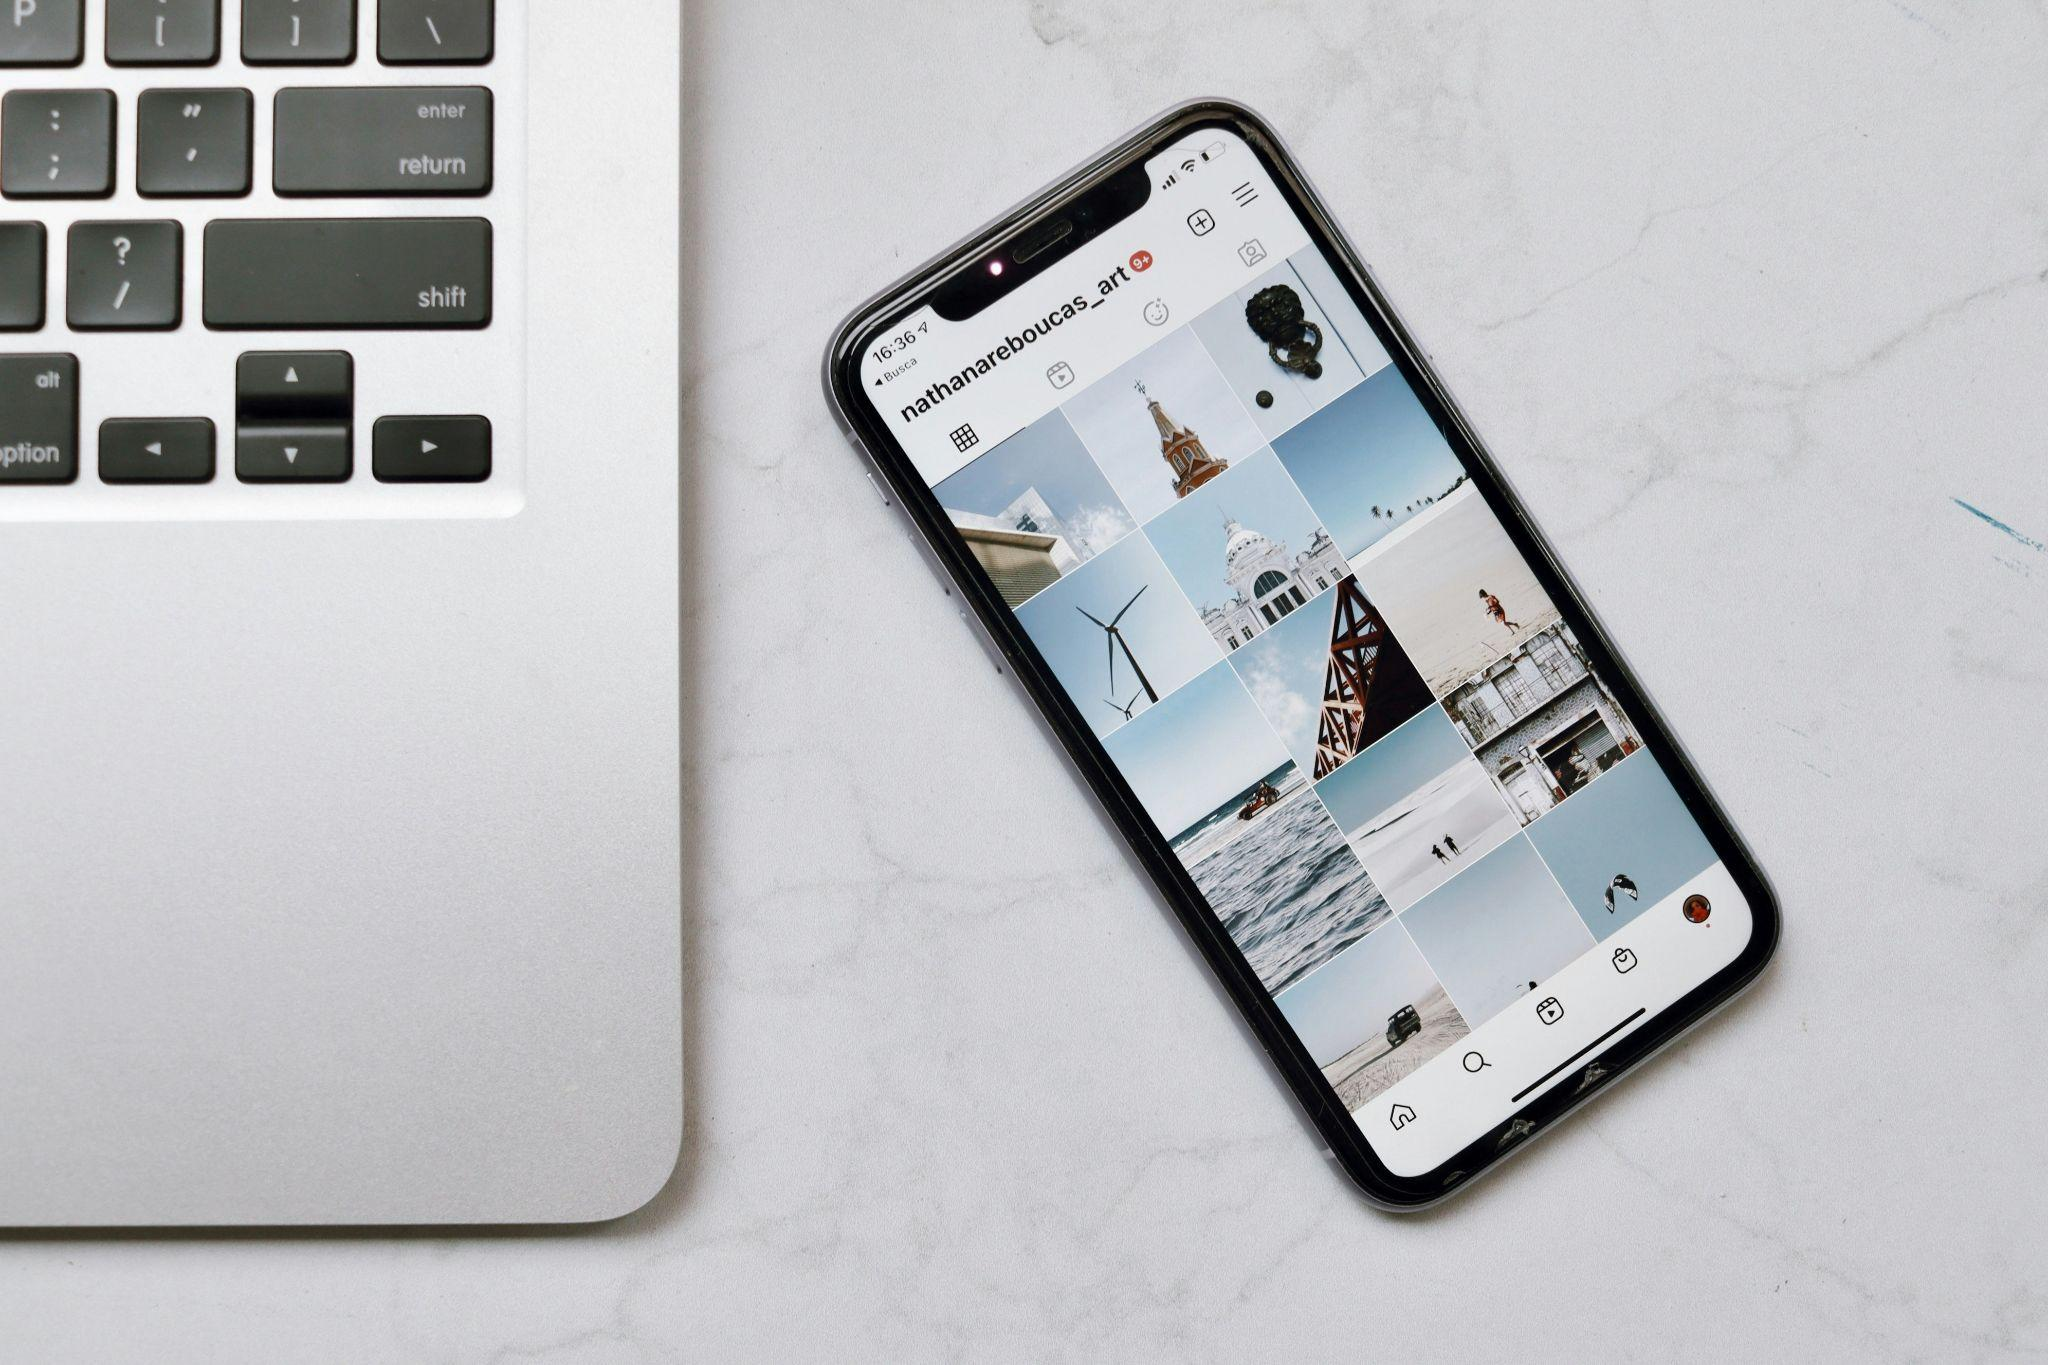 P [ ]
\
: ;
" '
enter
return
? /
shift
alt
option
16:36
Busca
nathanareboucas_art 9+